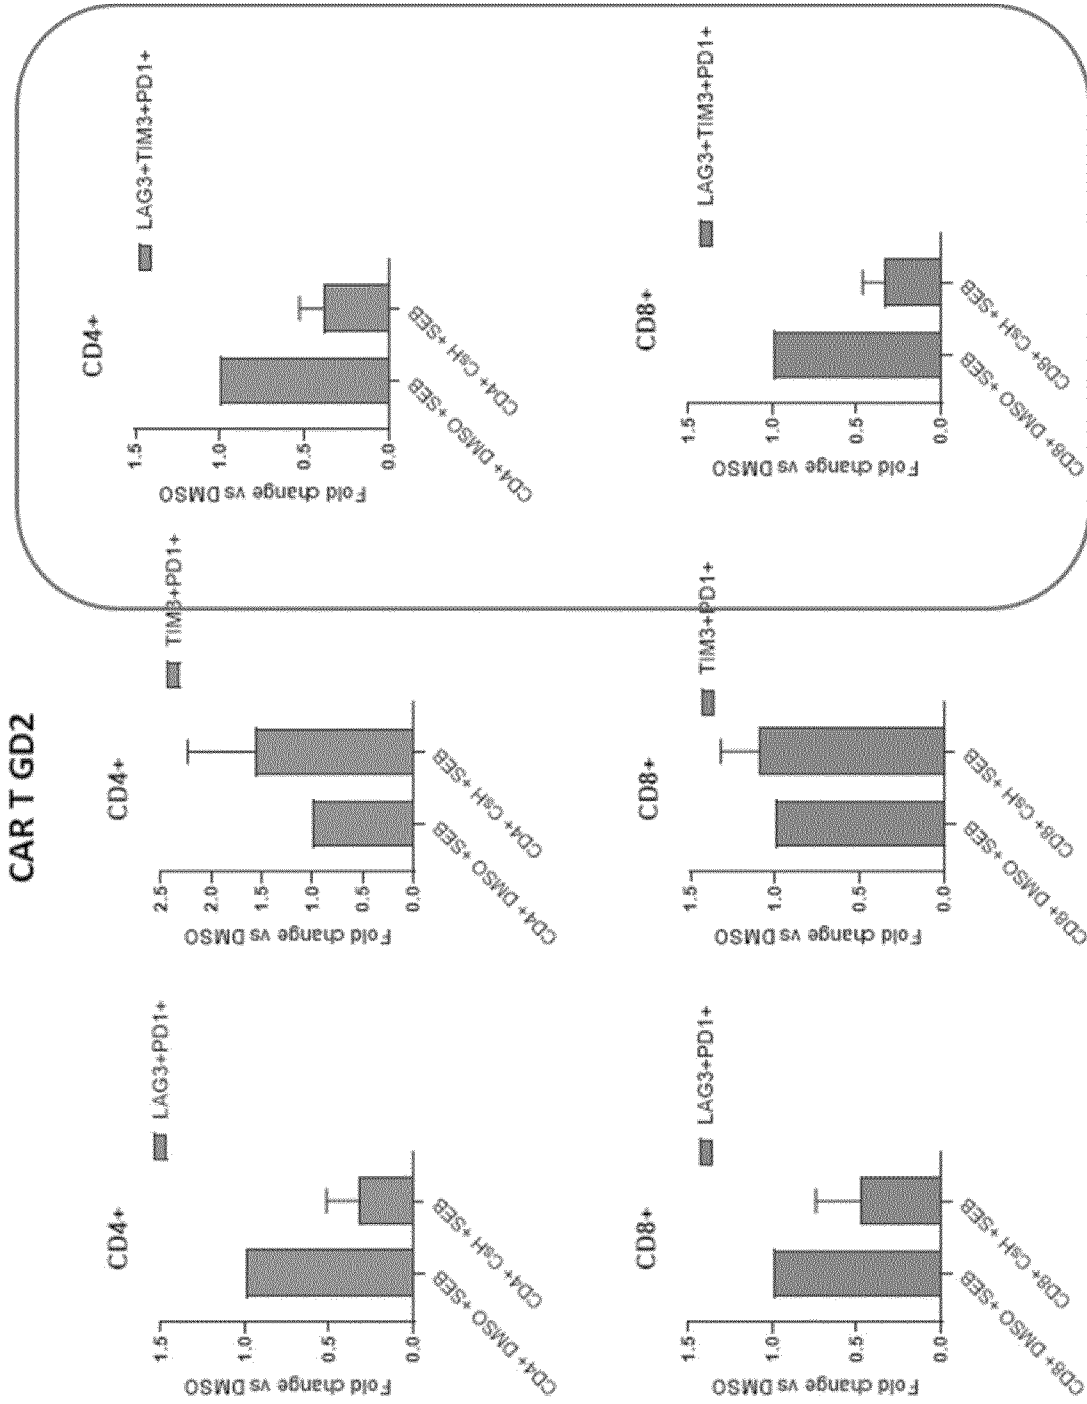 CAR T GD2
CD4+
LAG3+PD1+
Fold change vs DMSO
1.5
1.0
0.5
0.0
CD4+ DMSO +SEB
CD4+ CsH +SEB
CD4+
TIM3+PD1+
Fold change vs DMSO
2.5
2.0
1.5
1.0
0.5
0.0
CD4+ DMSO +SEB
CD4+ CsH +SEB
CD4+
LAG3+TIM3+PD1+
Fold change vs DMSO
1.5
1.0
0.5
0.0
CD4+ DMSO +SEB
CD4+ CsH +SEB
CD8+
LAG3+PD1+
Fold change vs DMSO
1.5
1.0
0.5
0.0
CD8+ DMSO +SEB
CD8+ CsH +SEB
CD8+
TIM3+PD1+
Fold change vs DMSO
1.5
1.0
0.5
0.0
CD8+ DMSO +SEB
CD8+ CsH +SEB
CD8+
LAG3+TIM3+PD1+
Fold change vs DMSO
1.5
1.0
0.5
0.0
CD8+ DMSO +SEB
CD8+ CsH +SEB